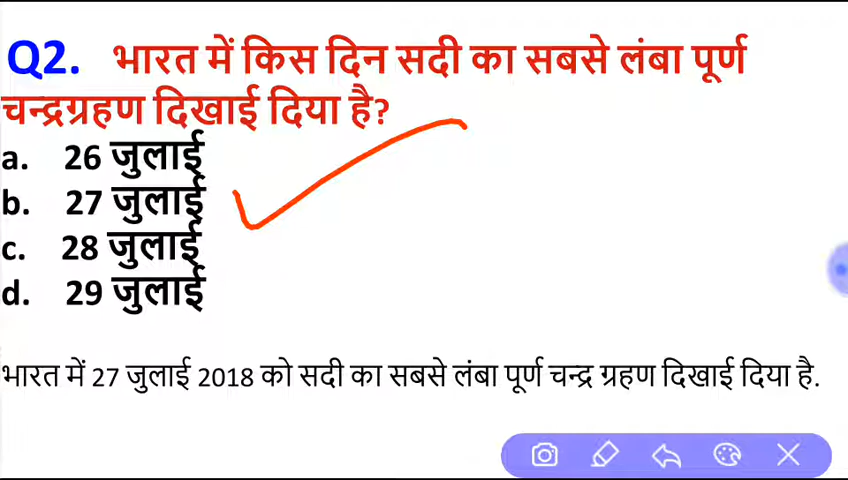 Q2. भारत में किस दिन सदी का सबसे लंबा पूर्ण
चन्द्रग्रहण दिखाई दिया है?
a. 26 जुलाई
b. 27 जुलाई
c. 28 जुलाई
d. 29 जुलाई
भारत में 27 जुलाई 2018 को सदी का सबसे लंबा पूर्ण चन्द्र ग्रहण दिखाई दिया है.